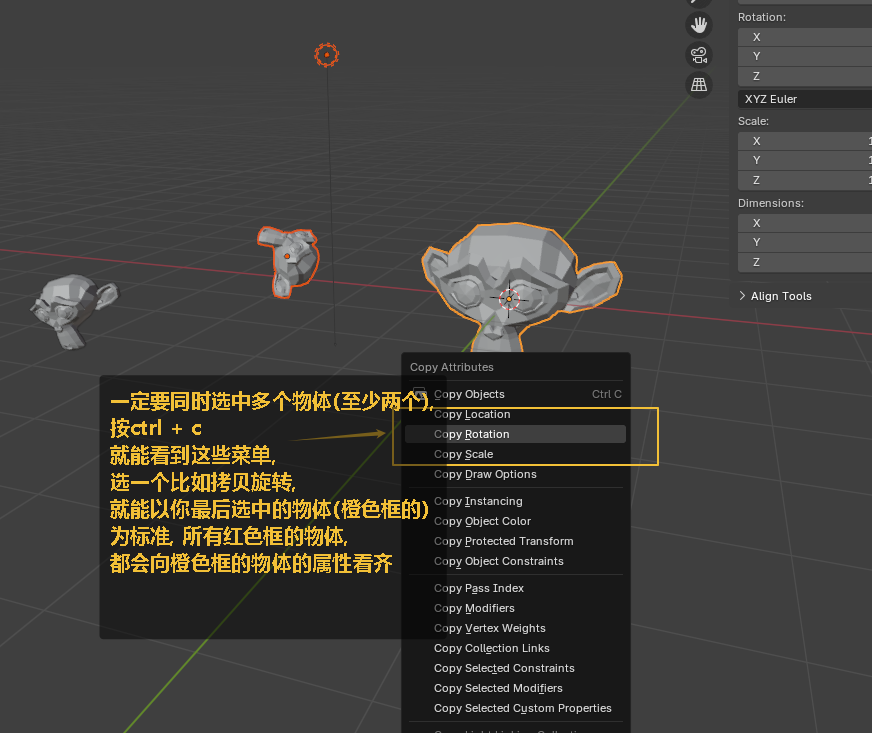 Rotation:
X
Y
Z
XYZ Euler
Scale:
X 1
Y 1
Z 1
Dimensions:
X
Y
Z
Align Tools
一定要同时选中多个物体(至少两个),
按ctrl + c
就能看到这些菜单,
选一个比如拷贝旋转,
就能以你最后选中的物体(橙色框的)
为标准, 所有红色框的物体,
都会向橙色框的物体的属性看齐
Copy Attributes
Copy Objects Ctrl C
Copy Location
Copy Rotation
Copy Scale
Copy Draw Options
Copy Instancing
Copy Object Color
Copy Protected Transform
Copy Object Constraints
Copy Pass Index
Copy Modifiers
Copy Vertex Weights
Copy Collection Links
Copy Selected Constraints
Copy Selected Modifiers
Copy Selected Custom Properties